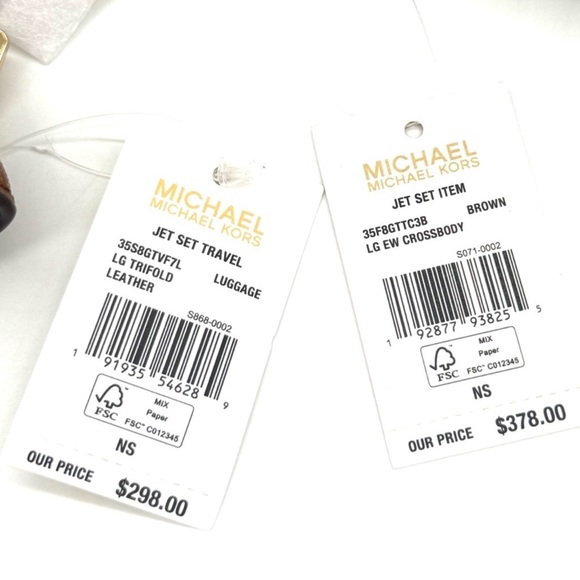 MICHAEL
MICHAEL KORS
JET SET TRAVEL
35S8GTVF7L
LG TRIFOLD LUGGAGE
LEATHER
S868-0002
1 91935 54628 9
FSC
MIX
Paper
FSC™ C012345
NS
OUR PRICE $298.00
MICHAEL
MICHAEL KORS
JET SET ITEM
35F8GTTC3B BROWN
LG EW CROSSBODY
S071-0002
1 92877 93825 5
FSC
MIX
Paper
FSC™ C012345
NS
OUR PRICE $378.00